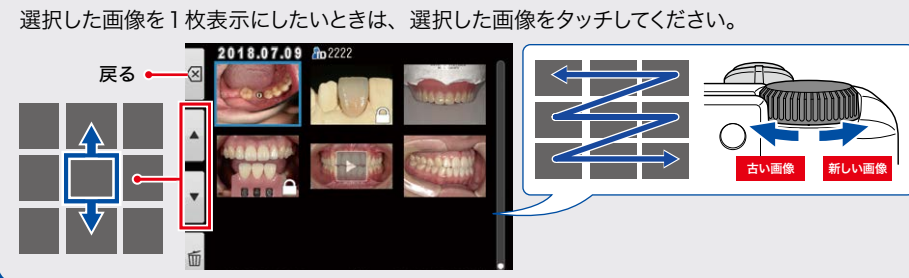 選択した画像を1枚表示にしたいときは、選択した画像をタッチしてください。
2018.07.09 ID 2222
戻る
古い画像 新しい画像